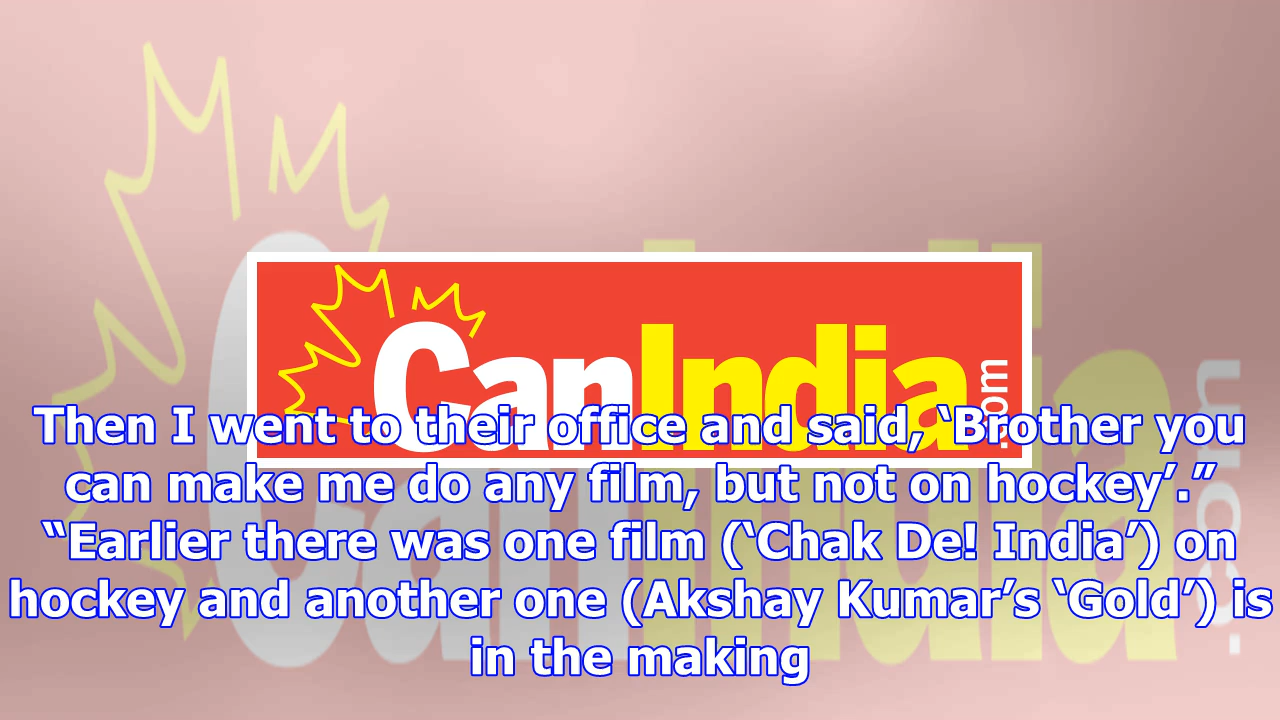 CanIndia
.com
Then I went to their office and said, ‘Brother you
can make me do any film, but not on hockey’.”
“Earlier there was one film (‘Chak De! India’) on
hockey and another one (Akshay Kumar’s ‘Gold’) is
in the making